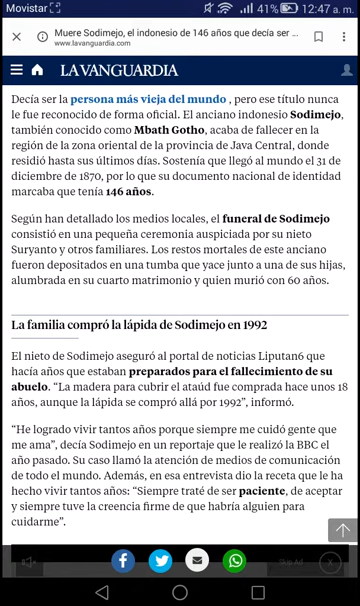 Movistar 41% 12:47 a. m.
Muere Sodimejo, el indonesio de 146 años que decía ser ...
www.lavanguardia.com
LA VANGUARDIA
Decía ser la persona más vieja del mundo , pero ese título nunca
le fue reconocido de forma oficial. El anciano indonesio Sodimejo,
también conocido como Mbath Gotho, acaba de fallecer en la
región de la zona oriental de la provincia de Java Central, donde
residió hasta sus últimos días. Sostenía que llegó al mundo el 31 de
diciembre de 1870, por lo que su documento nacional de identidad
marcaba que tenía 146 años.
Según han detallado los medios locales, el funeral de Sodimejo
consistió en una pequeña ceremonia auspiciada por su nieto
Suryanto y otros familiares. Los restos mortales de este anciano
fueron depositados en una tumba que yace junto a una de sus hijas,
alumbrada en su cuarto matrimonio y quien murió con 60 años.
La familia compró la lápida de Sodimejo en 1992
El nieto de Sodimejo aseguró al portal de noticias Liputan6 que
hacía años que estaban preparados para el fallecimiento de su
abuelo. “La madera para cubrir el ataúd fue comprada hace unos 18
años, aunque la lápida se compró allá por 1992”, informó.
“He logrado vivir tantos años porque siempre me cuidó gente que
me ama”, decía Sodimejo en un reportaje que le realizó la BBC el
año pasado. Su caso llamó la atención de medios de comunicación
de todo el mundo. Además, en esa entrevista dio la receta que le ha
hecho vivir tantos años: “Siempre traté de ser paciente, de aceptar
y siempre tuve la creencia firme de que habría alguien para
cuidarme”.
Skip Ad